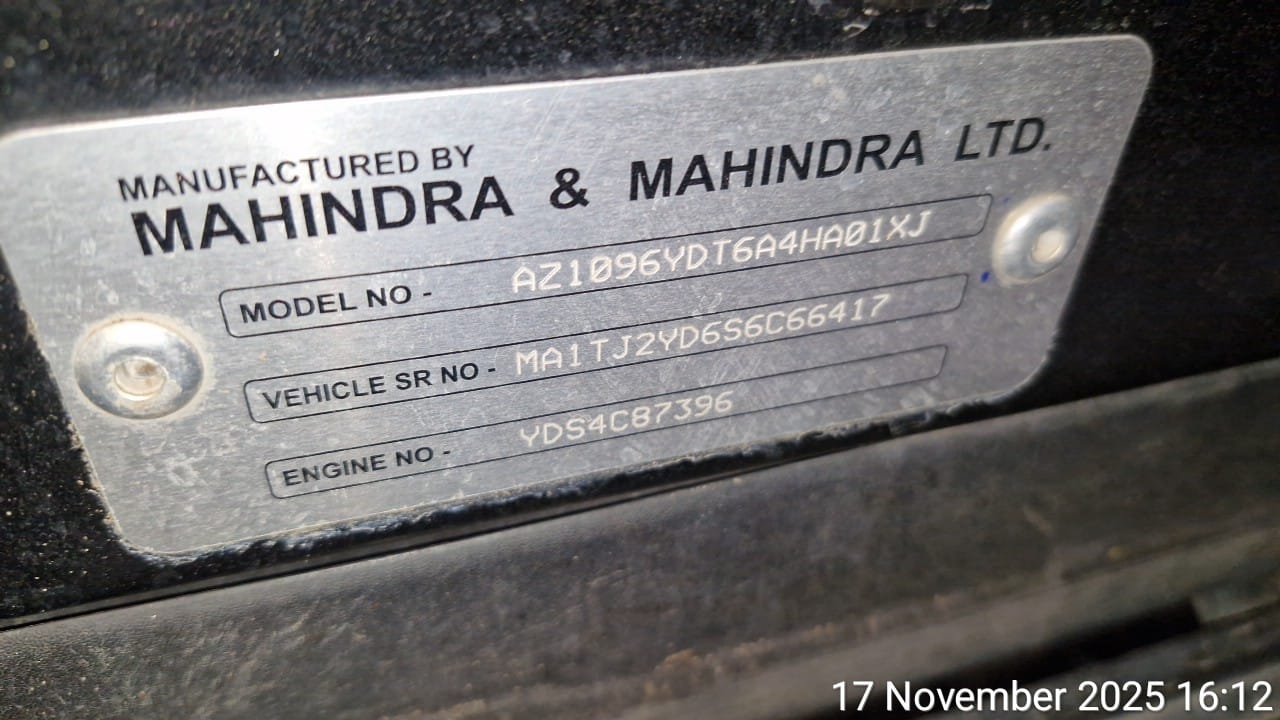 MANUFACTURED BY
MAHINDRA & MAHINDRA LTD.
MODEL NO - AZ1096YDT6A4HA01XJ
VEHICLE SR NO - MA1TJ2YD6S6C66417
ENGINE NO - YDS4C87396
17 November 2025 16:12